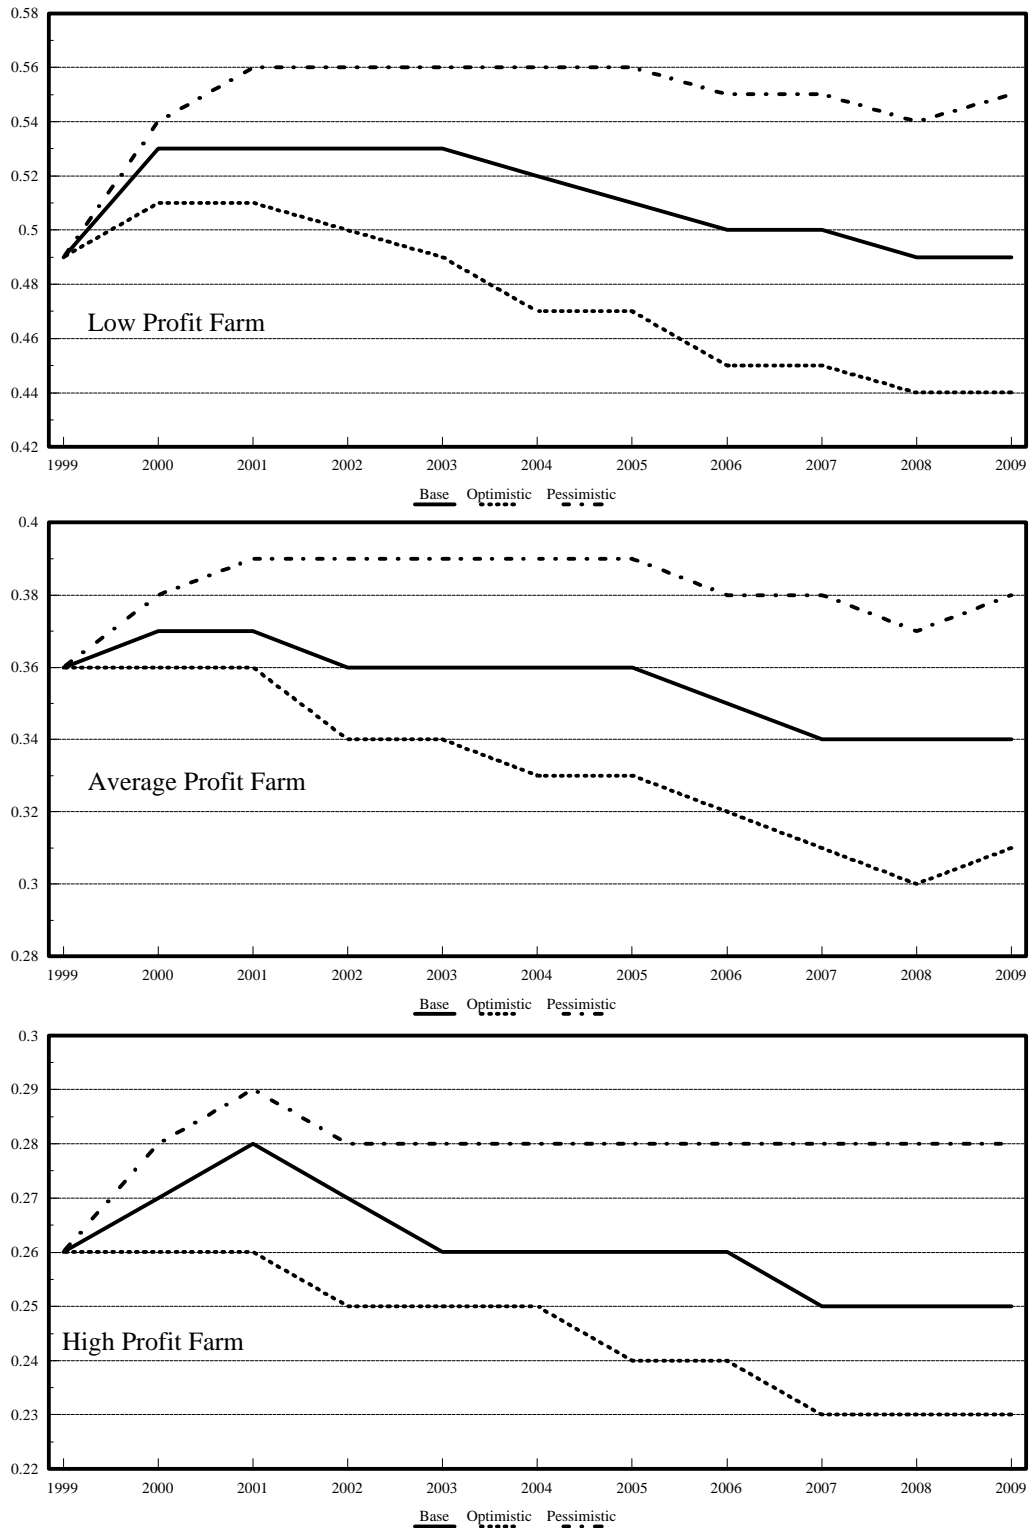 0.58
0.56
0.54
0.52
0.5
0.48
0.46
0.44
0.42
Low Profit Farm
1999 2000 2001 2002 2003 2004 2005 2006 2007 2008 2009
Base Optimistic Pessimistic
0.4
0.38
0.36
0.34
0.32
0.3
0.28
Average Profit Farm
1999 2000 2001 2002 2003 2004 2005 2006 2007 2008 2009
Base Optimistic Pessimistic
0.3
0.29
0.28
0.27
0.26
0.25
0.24
0.23
0.22
High Profit Farm
1999 2000 2001 2002 2003 2004 2005 2006 2007 2008 2009
Base Optimistic Pessimistic